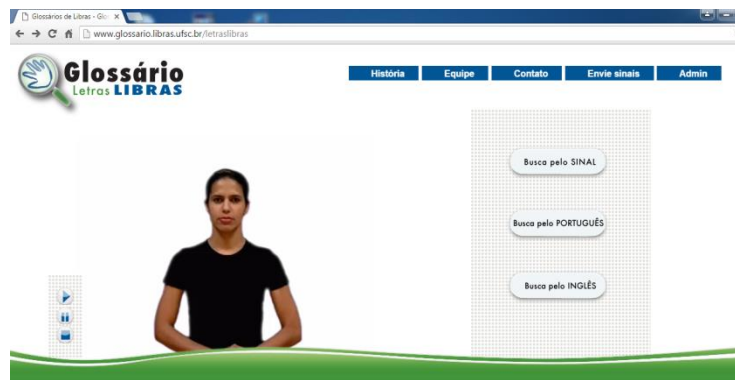 Glossários de Libras - Glo
www.glossario.libras.ufsc.br/letraslibras
Glossário
Letras LIBRAS
História Equipe Contato Envie sinais Admin
Busca pelo SINAL
Busca pelo PORTUGUÊS
Busca pelo INGLÊS